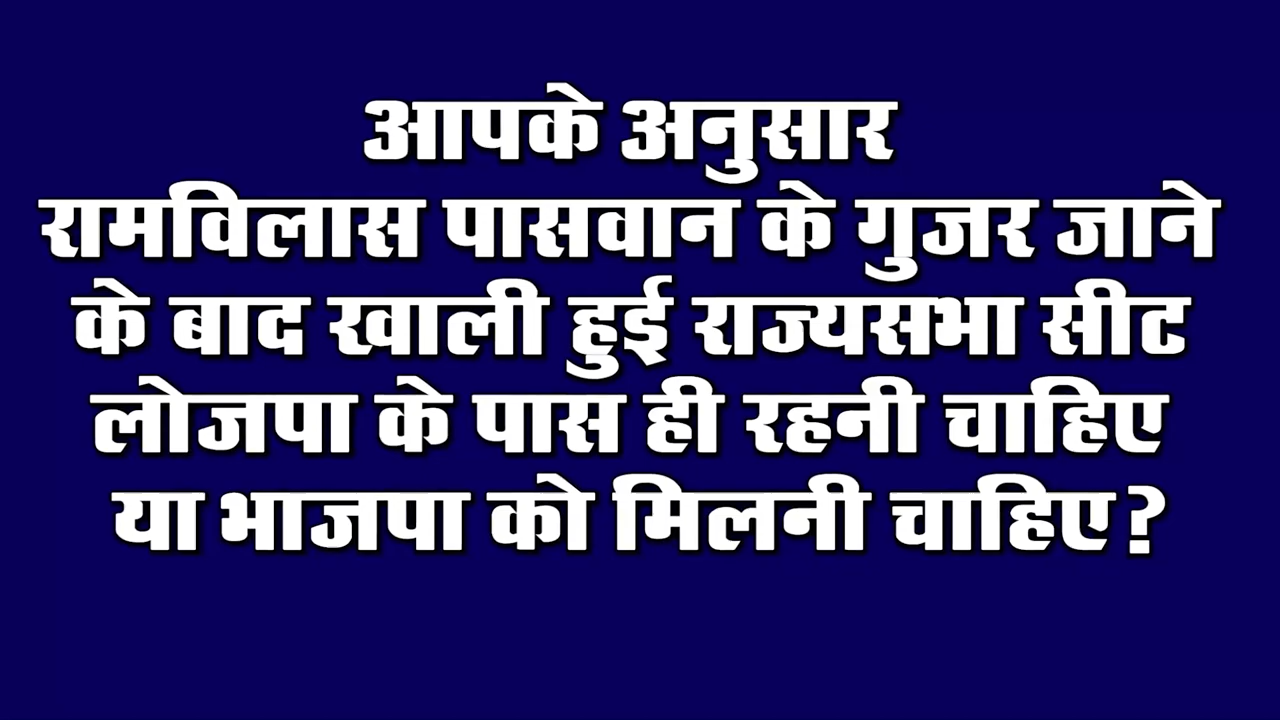 आपके अनुसार
रामविलास पासवान के गुजर जाने
के बाद खाली हुई राज्यसभा सीट
लोजपा के पास ही रहनी चाहिए
या भाजपा को मिलनी चाहिए?